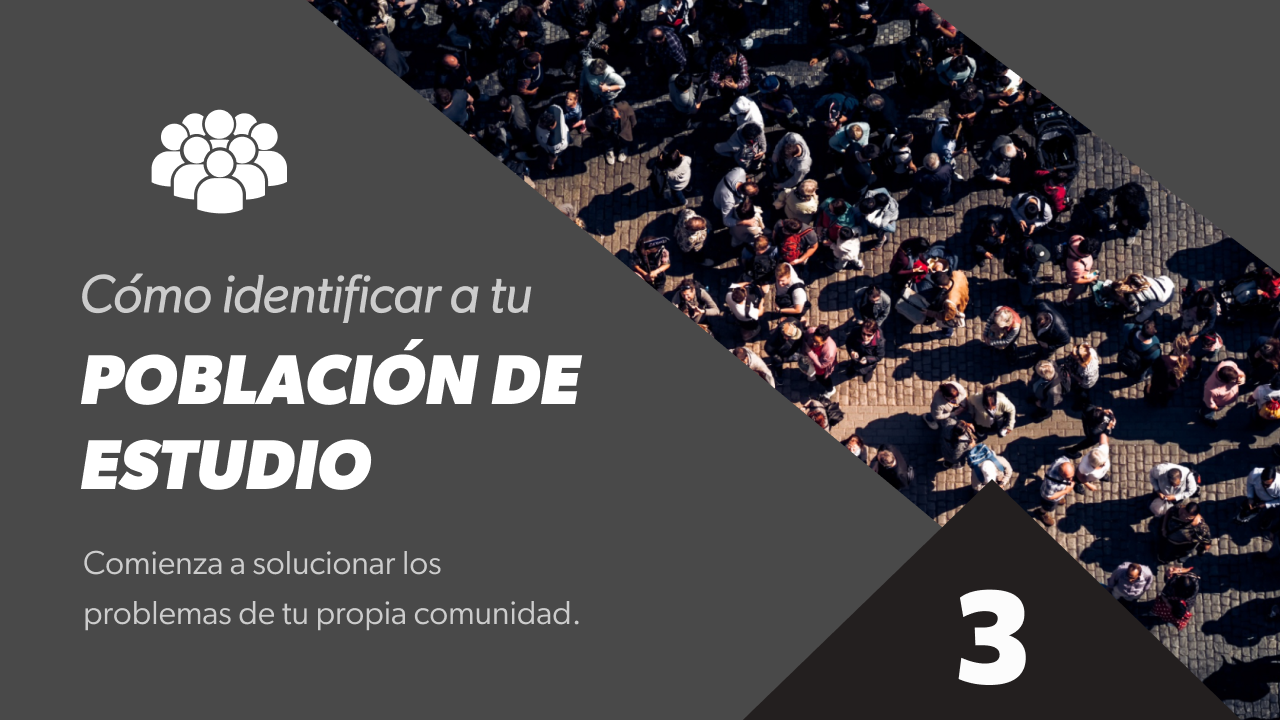 Cómo identificar a tu
POBLACIÓN DE
ESTUDIO
Comienza a solucionar los
problemas de tu propia comunidad.
3